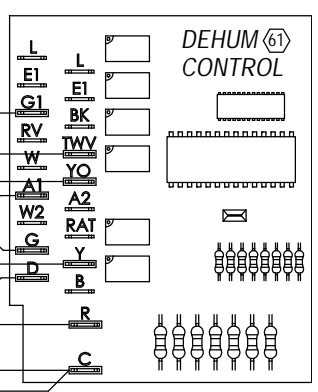 DEHUM 61
CONTROL
L
E1
G1
RV
W
A1
W2
G
D
L
E1
BK
TWV
YO
A2
RAT
Y
B
R
C